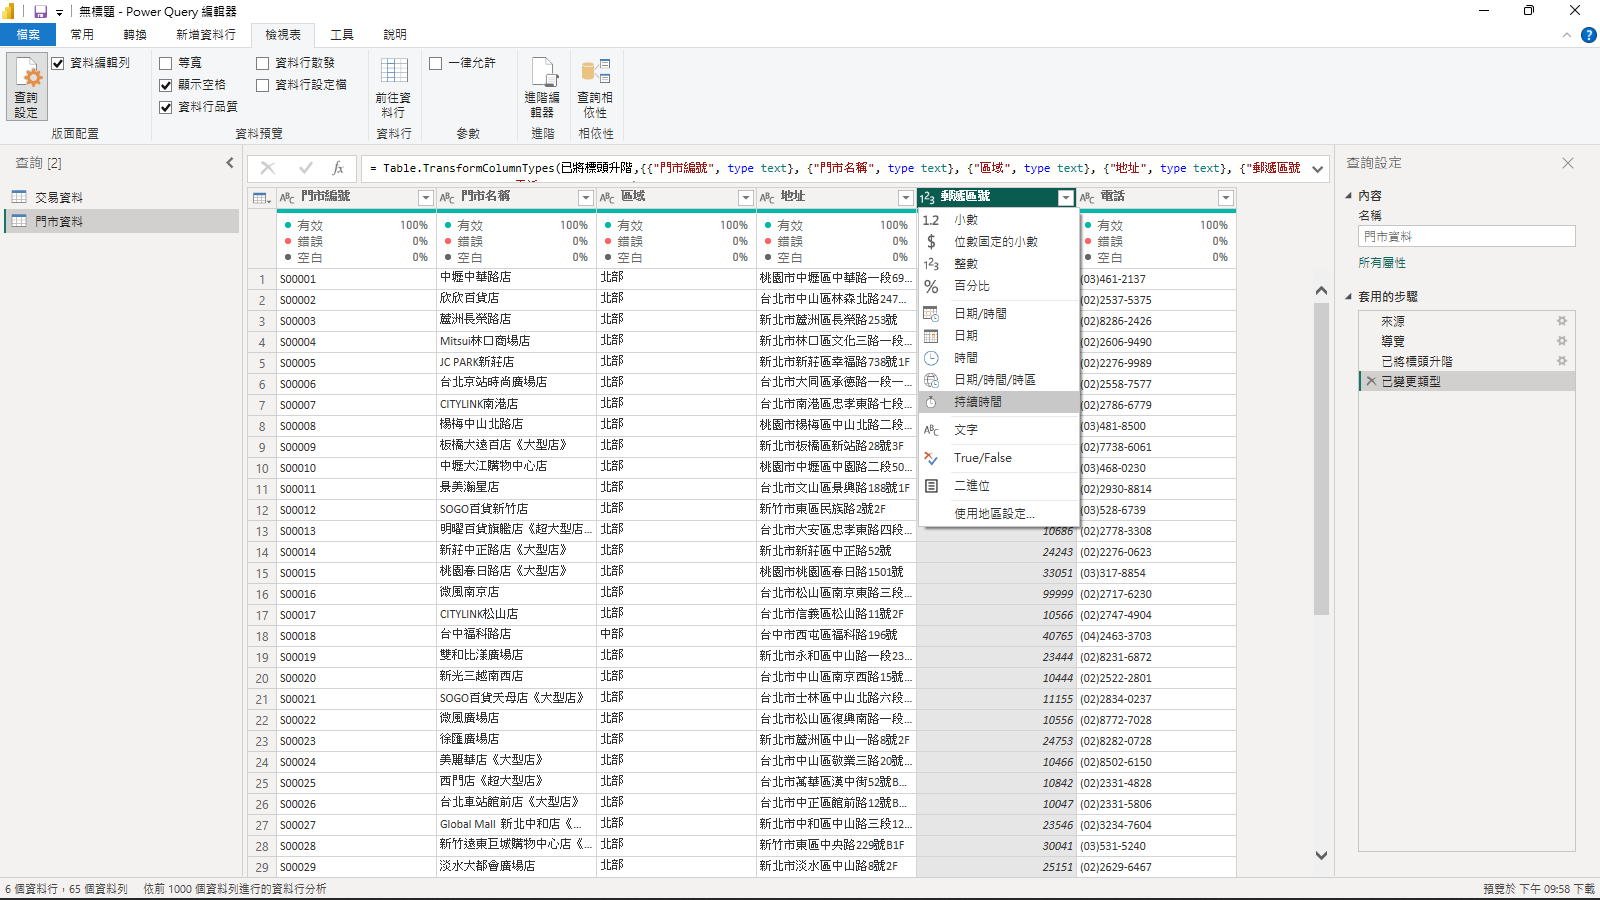 無標題 - Power Query 編輯器
檔案 常用 轉換 新增資料行 檢視表 工具 說明
查詢設定
資料編輯列
等寬
顯示空格
資料行品質
資料行散發
資料行設定檔
前往資料行
一律允許
進階編輯器
查詢相依性
版面配置 資料預覽 資料行 參數 進階 相依性
查詢 [2]
交易資料
門市資料
fx = Table.TransformColumnTypes(已將標頭升階,{{"門市編號", type text}, {"門市名稱", type text}, {"區域", type text}, {"地址", type text}, {"郵遞區號
門市編號 門市名稱 區域 地址 郵遞區號 電話
有效 100% 有效 100% 有效 100% 有效 100% 有效 100%
錯誤 0% 錯誤 0% 錯誤 0% 錯誤 0% 錯誤 0%
空白 0% 空白 0% 空白 0% 空白 0% 空白 0%
1 S00001 中壢中華路店 北部 桃園市中壢區中華路一段69... (03)461-2137
2 S00002 欣欣百貨店 北部 台北市中山區林森北路247... (02)2537-5375
3 S00003 蘆洲長榮路店 北部 新北市蘆洲區長榮路253號 (02)8286-2426
4 S00004 Mitsui林口商場店 北部 新北市林口區文化三路一段... (02)2606-9490
5 S00005 JC PARK新莊店 北部 新北市新莊區幸福路738號1F (02)2276-9989
6 S00006 台北京站時尚廣場店 北部 台北市大同區承德路一段一... (02)2558-7577
7 S00007 CITYLINK南港店 北部 台北市南港區忠孝東路七段... (02)2786-6779
8 S00008 楊梅中山北路店 北部 桃園市楊梅區中山北路二段... (03)481-8500
9 S00009 板橋大遠百店《大型店》 北部 新北市板橋區新站路28號3F (02)7738-6061
10 S00010 中壢大江購物中心店 北部 桃園市中壢區中園路二段50... (03)468-0230
11 S00011 景美瀚星店 北部 台北市文山區景興路188號1F (02)2930-8814
12 S00012 SOGO百貨新竹店 北部 新竹市東區民族路2號2F (03)528-6739
13 S00013 明曜百貨旗艦店《超大型店... 北部 台北市大安區忠孝東路四段... 10686 (02)2778-3308
14 S00014 新莊中正路店《大型店》 北部 新北市新莊區中正路52號 24243 (02)2276-0623
15 S00015 桃園春日路店《大型店》 北部 桃園市桃園區春日路1501號 33051 (03)317-8854
16 S00016 微風南京店 北部 台北市松山區南京東路三段... 99999 (02)2717-6230
17 S00017 CITYLINK松山店 北部 台北市信義區松山路11號2F 10566 (02)2747-4904
18 S00018 台中福科路店 中部 台中市西屯區福科路196號 40765 (04)2463-3703
19 S00019 雙和比漾廣場店 北部 新北市永和區中山路一段23... 23444 (02)8231-6872
20 S00020 新光三越南西店 北部 台北市中山區南京西路15號... 10444 (02)2522-2801
21 S00021 SOGO百貨天母店《大型店》 北部 台北市士林區中山北路六段... 11155 (02)2834-0237
22 S00022 微風廣場店 北部 台北市松山區復興南路一段... 10556 (02)8772-7028
23 S00023 徐匯廣場店 北部 新北市蘆洲區中山一路8號2F 24753 (02)8282-0728
24 S00024 美麗華店《大型店》 北部 台北市中山區敬業三路20號... 10466 (02)8502-6150
25 S00025 西門店《超大型店》 北部 台北市萬華區漢中街52號B... 10842 (02)2331-4828
26 S00026 台北車站館前店《大型店》 北部 台北市中正區館前路12號B... 10047 (02)2331-5806
27 S00027 Global Mall 新北中和店《... 北部 新北市中和區中山路三段12... 23546 (02)3234-7604
28 S00028 新竹遠東巨城購物中心店《... 北部 新竹市東區中央路229號B1F 30041 (03)531-5240
29 S00029 淡水大都會廣場店 北部 新北市淡水區中山路8號2F 25151 (02)2629-6467
1.2 小數
$ 位數固定的小數
123 整數
% 百分比
日期/時間
日期
時間
日期/時間/時區
持續時間
ABC 文字
True/False
二進位
使用地區設定...
查詢設定
內容
名稱
門市資料
所有屬性
套用的步驟
來源
導覽
已將標頭升階
已變更類型
6 個資料行，65 個資料列 依前 1000 個資料列進行的資料行分析
預覽於 下午 09:58 下載